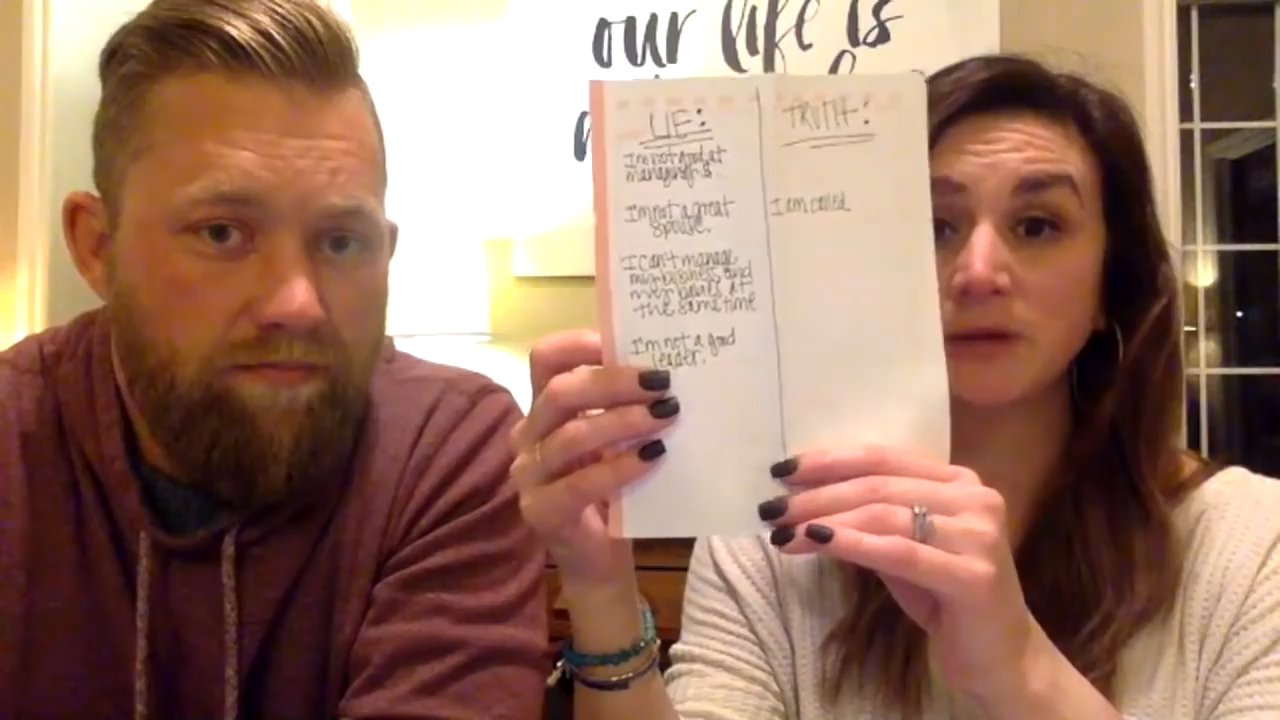 our life is
LIE:
I'm not good at
managing $
I'm not a great
spouse.
I can't manage
my business and
my at
the same time
I'm not a good
leader.
TRUTH:
I am called